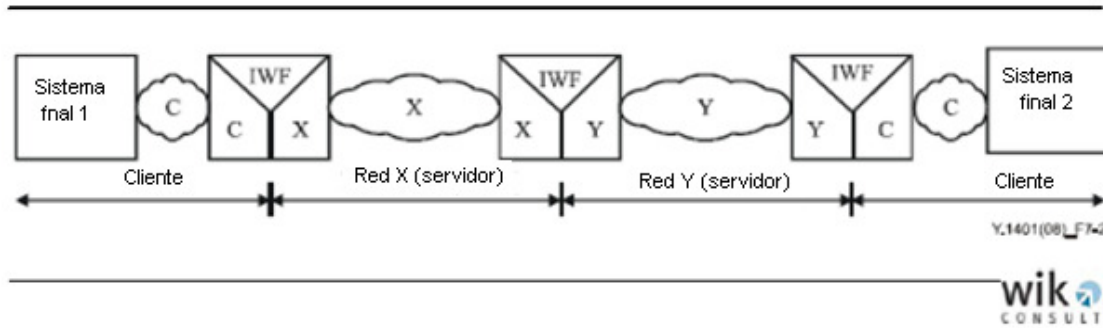 IWF IWF IWF
Sistema fnal 1 C C X X X Y Y Y C C Sistema final 2
Cliente Red X (servidor) Red Y (servidor) Cliente
Y.1401(08)_F7-2
wik
CONSULT